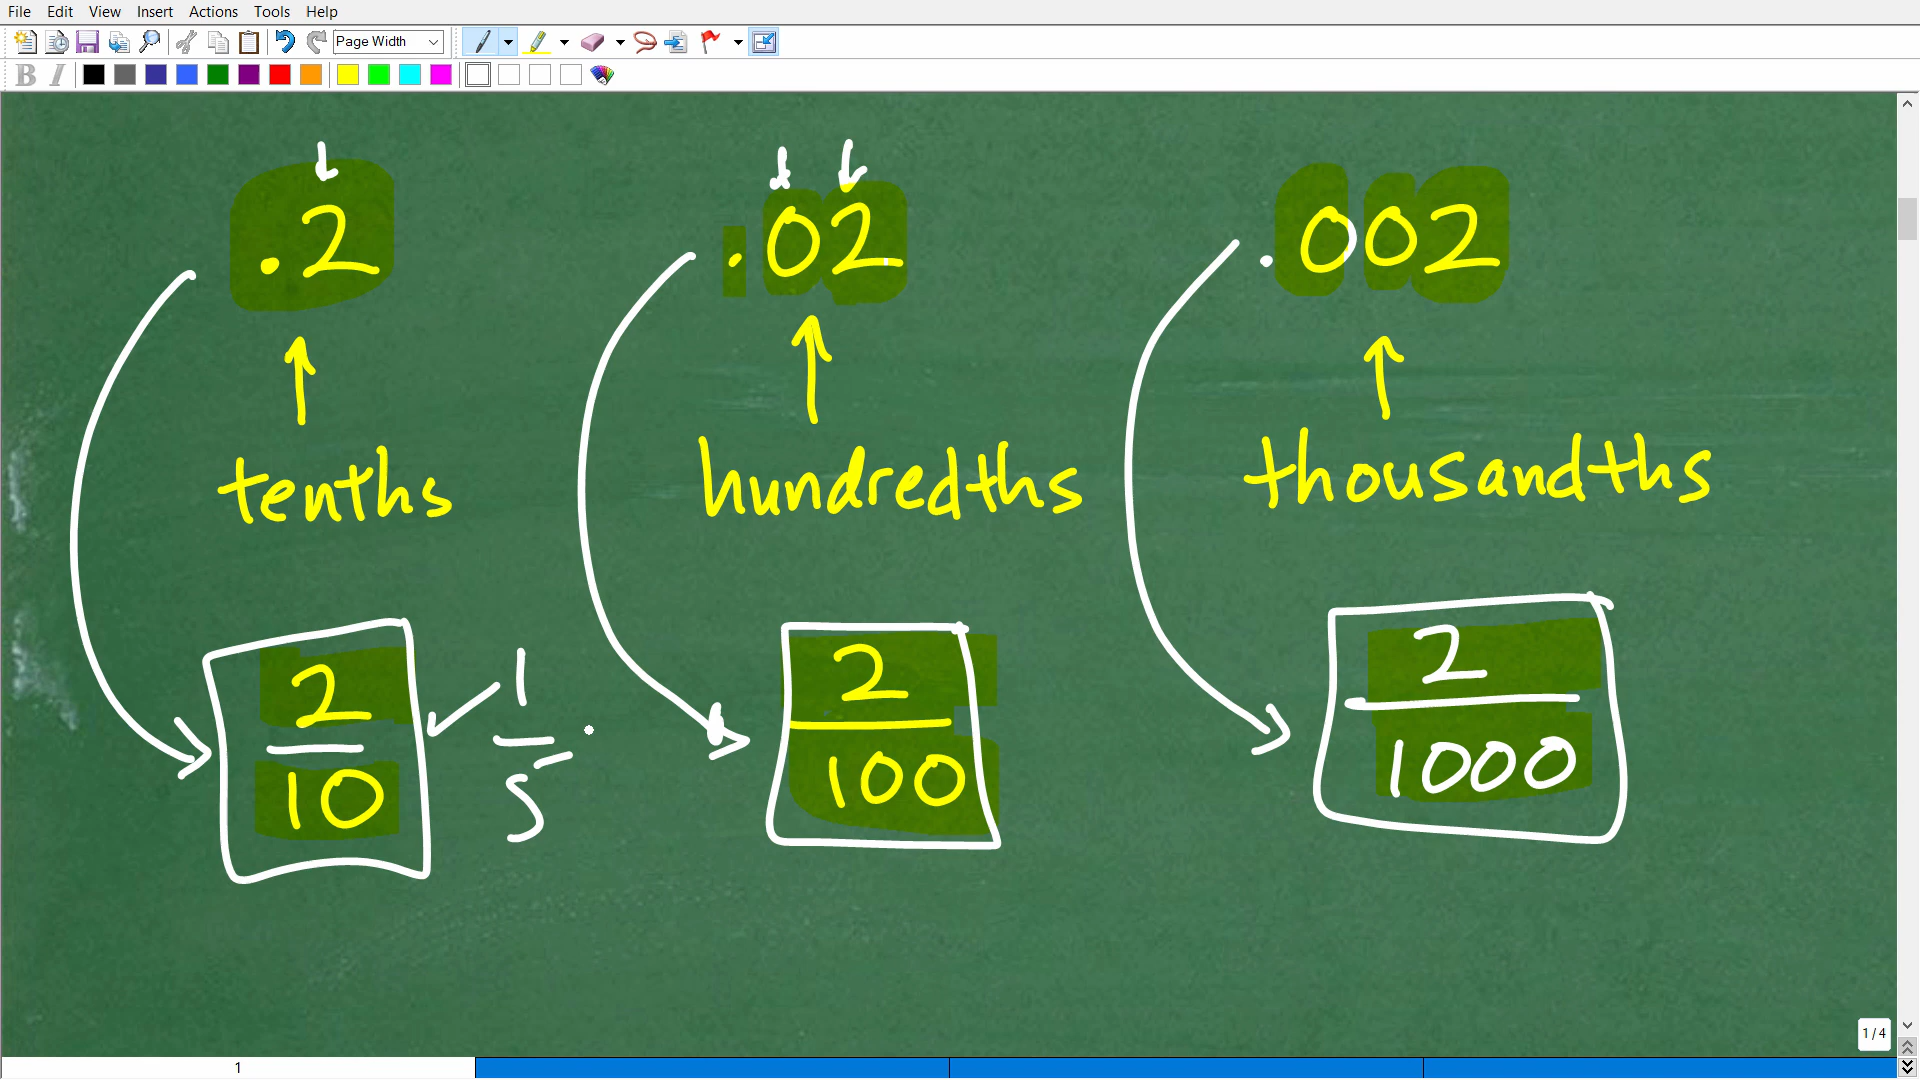 File Edit View Insert Actions Tools Help
Page Width
B I
.2 .02 .002
tenths hundredths thousandths
2 1 2 2
10 5 100 1000
1 / 4
1